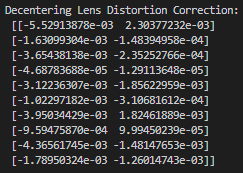 Decentering Lens Distortion Correction:
[[-5.52913878e-03  2.30377232e-03]
 [-1.63099304e-03 -1.48394958e-04]
 [-3.65438138e-03 -2.35252766e-04]
 [-4.68783688e-05 -1.29113648e-05]
 [-3.12236307e-03 -1.85622959e-03]
 [-1.02297182e-03 -3.10681612e-04]
 [-3.95034429e-03  1.82461889e-03]
 [-9.59475870e-04  9.99450239e-05]
 [-4.36561745e-03 -1.48147653e-03]
 [-1.78950324e-03 -1.26014743e-03]]